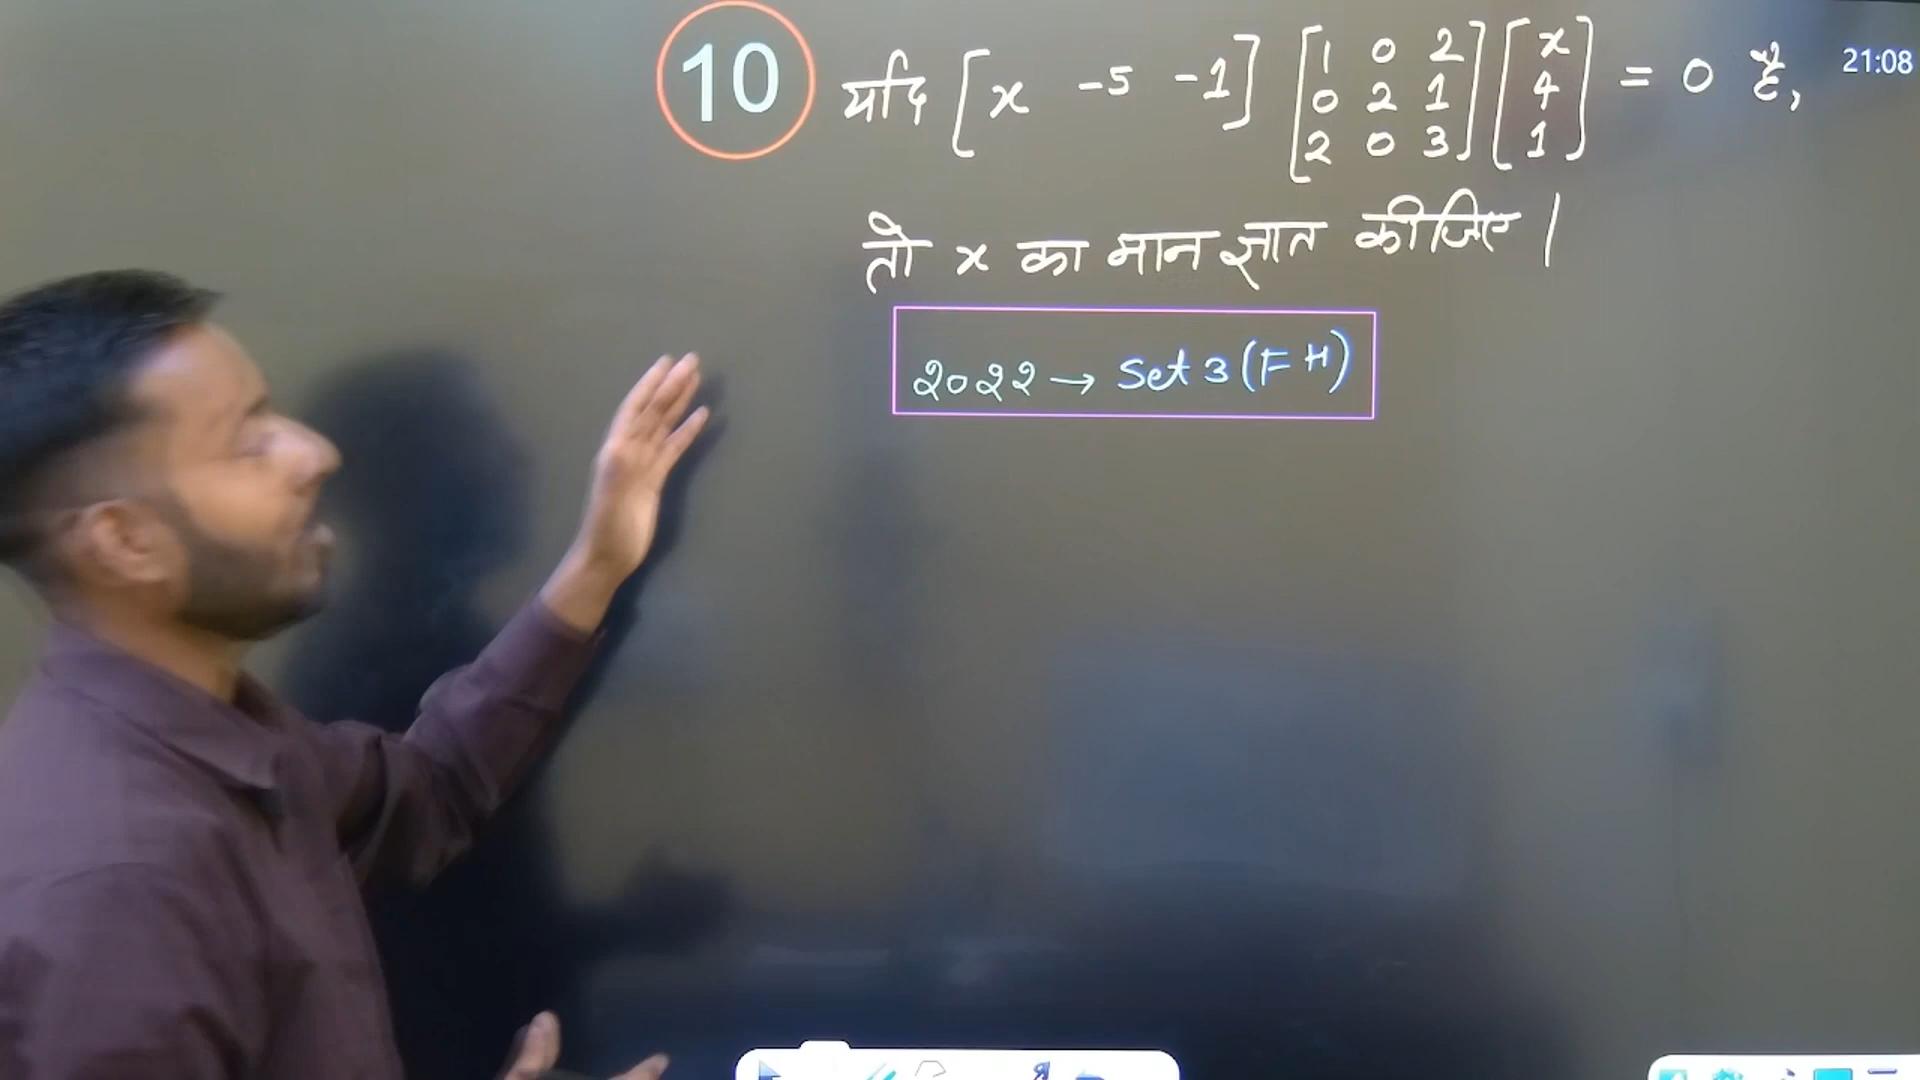 10 यदि [x -5 -1] [1 0 2 0 2 1 2 0 3] [x 4 1] = 0 है,
21:08
तो x का मान ज्ञात कीजिए।
२०२२ → Set 3 (F H)